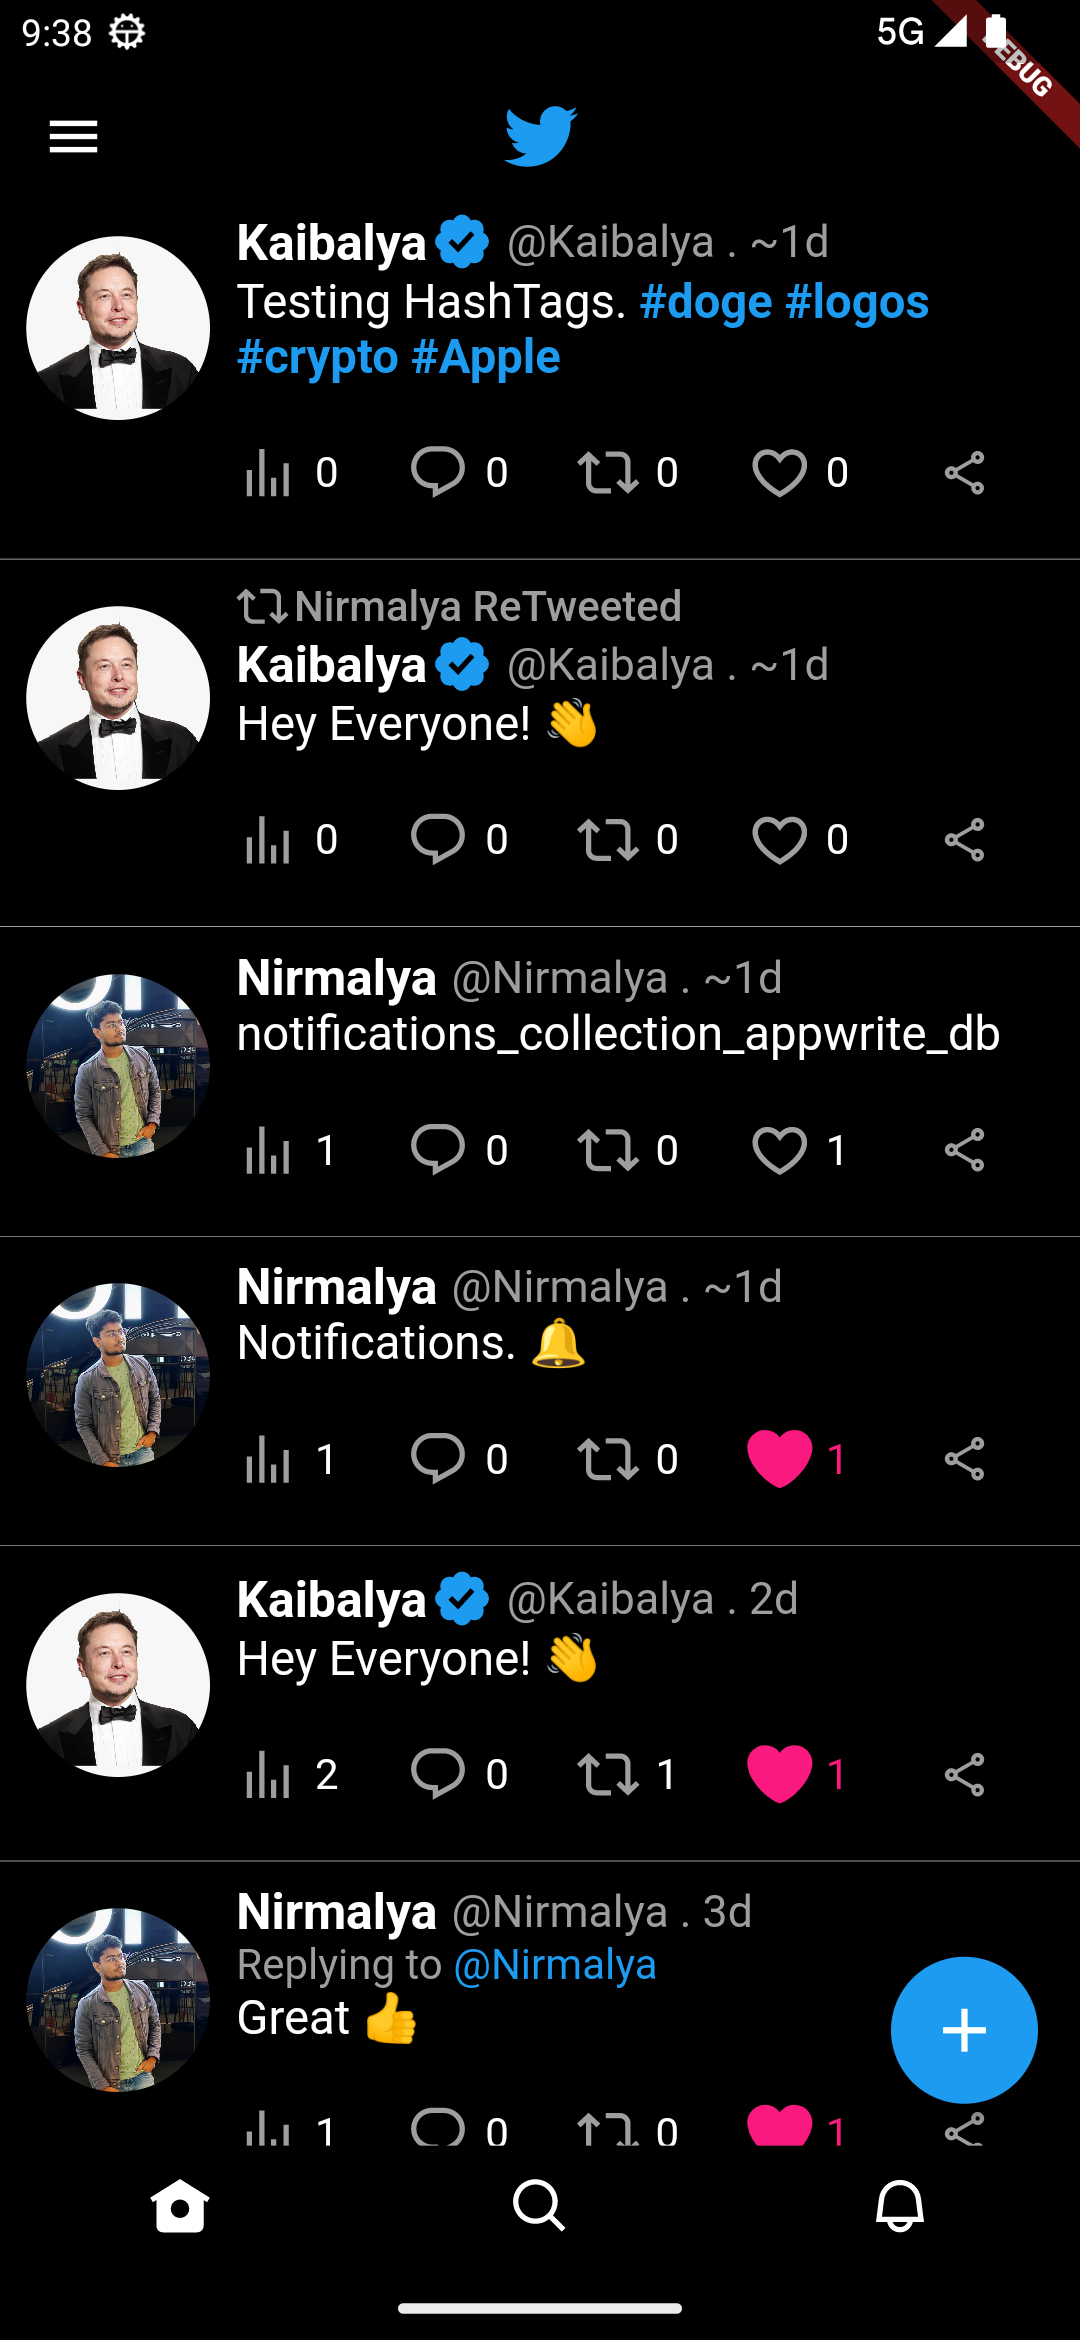 9:38 5G
DEBUG
Kaibalya @Kaibalya . ~1d
Testing HashTags. #doge #logos
#crypto #Apple
0 0 0 0
Nirmalya ReTweeted
Kaibalya @Kaibalya . ~1d
Hey Everyone! 👋
0 0 0 0
Nirmalya @Nirmalya . ~1d
notifications_collection_appwrite_db
1 0 0 1
Nirmalya @Nirmalya . ~1d
Notifications. 🔔
1 0 0 1
Kaibalya @Kaibalya . 2d
Hey Everyone! 👋
2 0 1 1
Nirmalya @Nirmalya . 3d
Replying to @Nirmalya
Great 👍
1 0 0 1